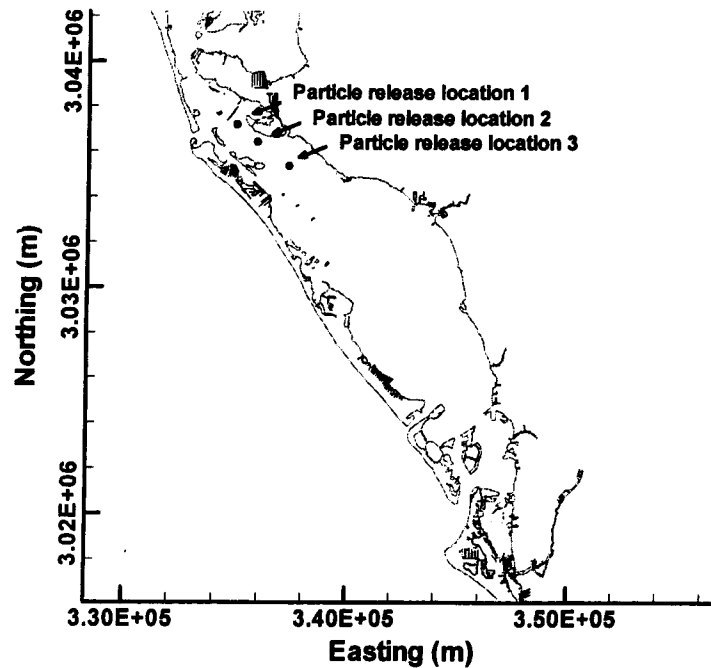 3.04E+06
Particle release location 1
Particle release location 2
Particle release location 3
3.03E+06
Northing (m)
3.02E+06
3.30E+05 3.40E+05 3.50E+05
Easting (m)